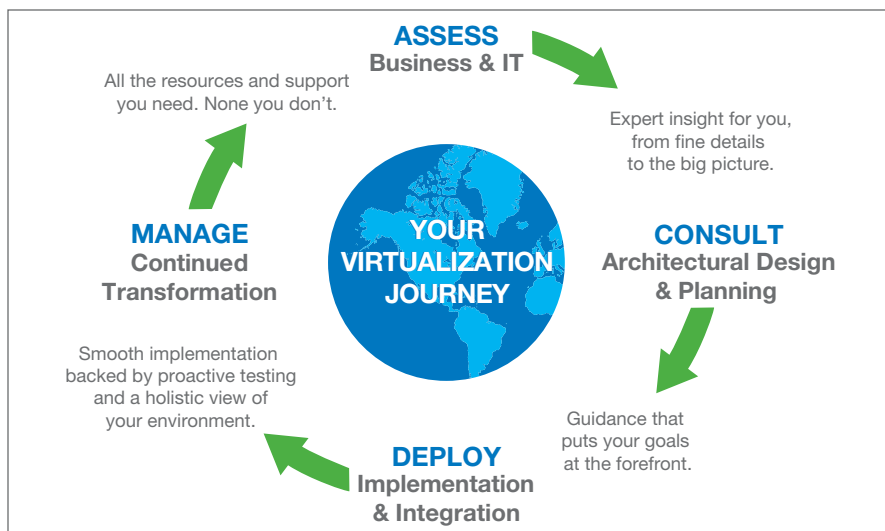 ASSESS
Business & IT
Expert insight for you,
from fine details
to the big picture.
CONSULT
Architectural Design
& Planning
Guidance that
puts your goals
at the forefront.
DEPLOY
Implementation
& Integration
Smooth implementation
backed by proactive testing
and a holistic view of
your environment.
MANAGE
Continued
Transformation
All the resources and support
you need. None you don’t.
YOUR
VIRTUALIZATION
JOURNEY